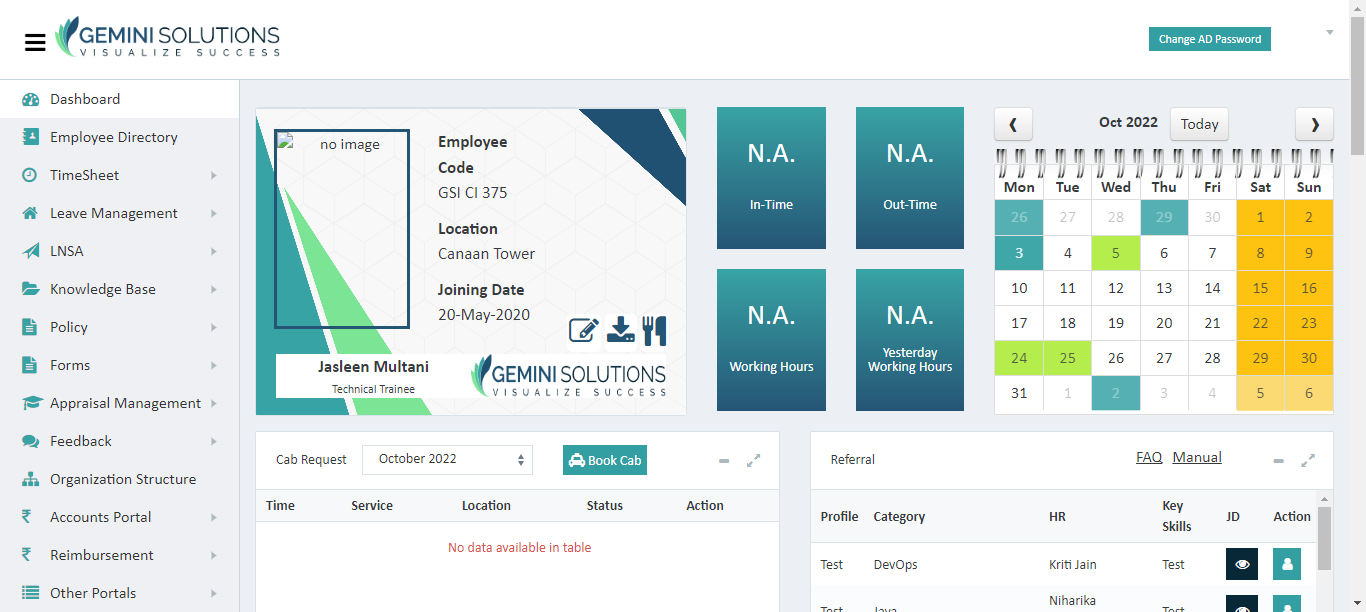 GEMINI SOLUTIONS
VISUALIZE SUCCESS
Change AD Password
Dashboard
Employee Directory
TimeSheet
Leave Management
LNSA
Knowledge Base
Policy
Forms
Appraisal Management
Feedback
Organization Structure
Accounts Portal
Reimbursement
Other Portals
no image
Employee
Code
GSI CI 375
Location
Canaan Tower
Joining Date
20-May-2020
Jasleen Multani
Technical Trainee
GEMINI SOLUTIONS
VISUALIZE SUCCESS
N.A.
In-Time
N.A.
Out-Time
N.A.
Working Hours
N.A.
Yesterday
Working Hours
❮ Oct 2022 Today ❯
Mon Tue Wed Thu Fri Sat Sun
26 27 28 29 30 1 2
3 4 5 6 7 8 9
10 11 12 13 14 15 16
17 18 19 20 21 22 23
24 25 26 27 28 29 30
31 1 2 3 4 5 6
Cab Request October 2022 Book Cab
Time Service Location Status Action
No data available in table
Referral FAQ Manual
Profile Category HR Key Skills JD Action
Test DevOps Kriti Jain Test
Test Java Niharika Test